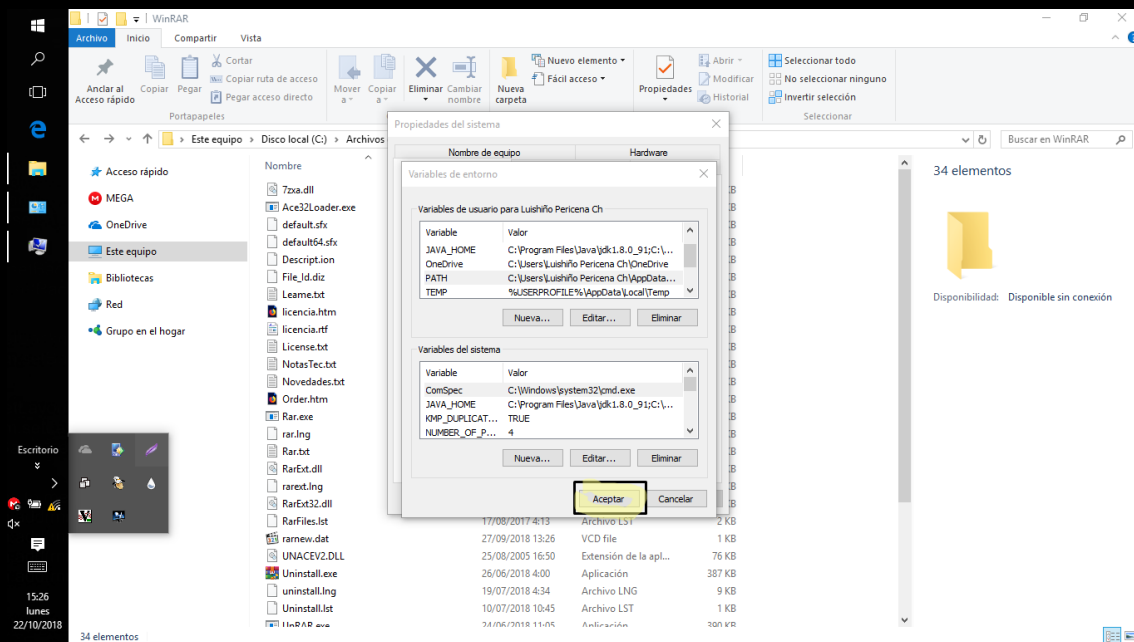 WinRAR
Archivo Inicio Compartir Vista
Anclar al Acceso rápido
Copiar
Pegar
Cortar
Copiar ruta de acceso
Pegar acceso directo
Portapapeles
Mover a
Copiar a
Eliminar
Cambiar nombre
Nueva carpeta
Nuevo elemento
Fácil acceso
Propiedades
Abrir
Modificar
Historial
Seleccionar todo
No seleccionar ninguno
Invertir selección
Seleccionar
Este equipo > Disco local (C:) > Archivos
Buscar en WinRAR
Acceso rápido
MEGA
OneDrive
Este equipo
Bibliotecas
Red
Grupo en el hogar
Nombre
7zxa.dll
Ace32Loader.exe
default.sfx
default64.sfx
Descript.ion
File_Id.diz
Leame.txt
licencia.htm
licencia.rtf
License.txt
NotasTec.txt
Novedades.txt
Order.htm
Rar.exe
rar.lng
Rar.txt
RarExt.dll
rarext.lng
RarExt32.dll
RarFiles.lst 17/08/2017 4:13 Archivo LST 2 KB
rarnew.dat 27/09/2018 13:26 VCD file 1 KB
UNACEV2.DLL 25/08/2005 16:50 Extensión de la apl... 76 KB
Uninstall.exe 26/06/2018 4:00 Aplicación 387 KB
uninstall.lng 19/07/2018 4:34 Archivo LNG 9 KB
Uninstall.lst 10/07/2018 10:45 Archivo LST 1 KB
UnRAR.exe 24/06/2018 11:05 Aplicación 390 KB
34 elementos
Propiedades del sistema
Nombre de equipo Hardware
Variables de entorno
Variables de usuario para Luishiño Pericena Ch
Variable Valor
JAVA_HOME C:\Program Files\Java\jdk1.8.0_91;C:\...
OneDrive C:\Users\Luishiño Pericena Ch\OneDrive
PATH C:\Users\Luishiño Pericena Ch\AppData...
TEMP %USERPROFILE%\AppData\Local\Temp
Nueva... Editar... Eliminar
Variables del sistema
Variable Valor
ComSpec C:\Windows\system32\cmd.exe
JAVA_HOME C:\Program Files\Java\jdk1.8.0_91;C:\...
KMP_DUPLICAT... TRUE
NUMBER_OF_P... 4
Nueva... Editar... Eliminar
Aceptar Cancelar
34 elementos
Disponibilidad: Disponible sin conexión
Escritorio
15:26
lunes
22/10/2018